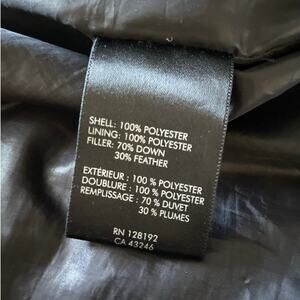 SHELL: 100% POLYESTER
LINING: 100% POLYESTER
FILLER: 70% DOWN
30% FEATHER
EXTÉRIEUR : 100 % POLYESTER
DOUBLURE : 100 % POLYESTER
REMPLISSAGE : 70 % DUVET
30 % PLUMES
RN 128192
CA 43246